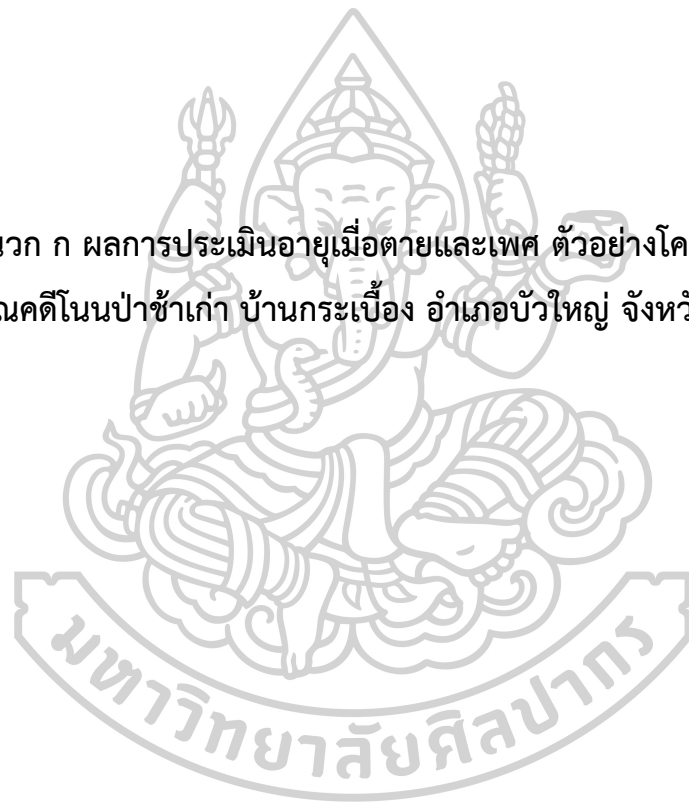 นวก ก ผลการประเมินอายุเมื่อตายและเพศ ตัวอย่างโค
ณคดีโนนป่าช้าเก่า บ้านกระเบื้อง อำเภอบัวใหญ่ จังหวั
มหาวิทยาลัยศิลปากร